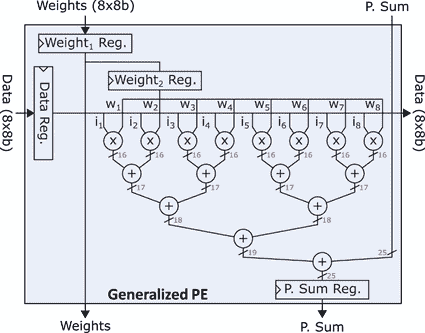 Weights (8x8b) P. Sum
Weight1 Reg.
Weight2 Reg.
Data (8x8b)
Data Reg.
Data (8x8b)
w1 w2 w3 w4 w5 w6 w7 w8
i1 i2 i3 i4 i5 i6 i7 i8
x x x x x x x x
16 16 16 16 16 16 16 16
+ + + +
17 17 17 17
+ +
18 18
+
19 25
+
25
P. Sum Reg.
Generalized PE
Weights P. Sum